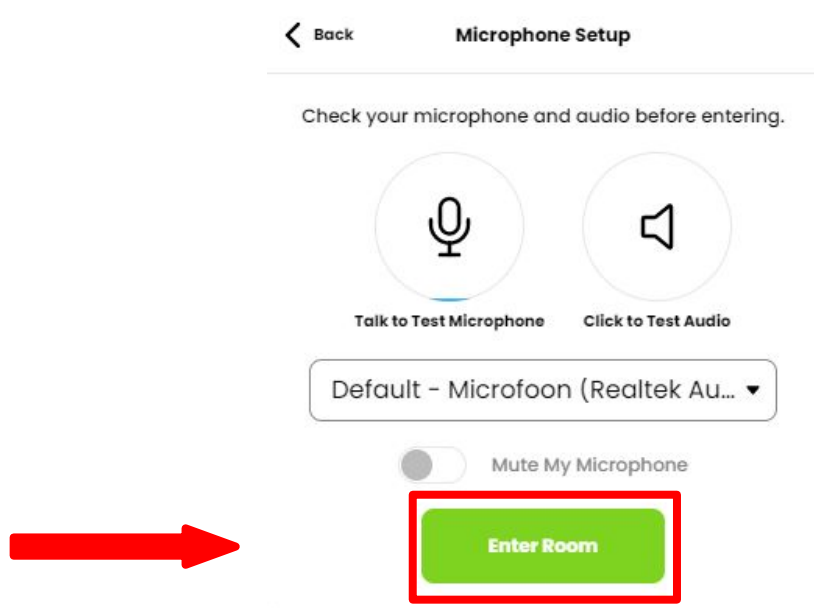 Back
Microphone Setup
Check your microphone and audio before entering.
Talk to Test Microphone
Click to Test Audio
Default - Microfoon (Realtek Au...
Mute My Microphone
Enter Room